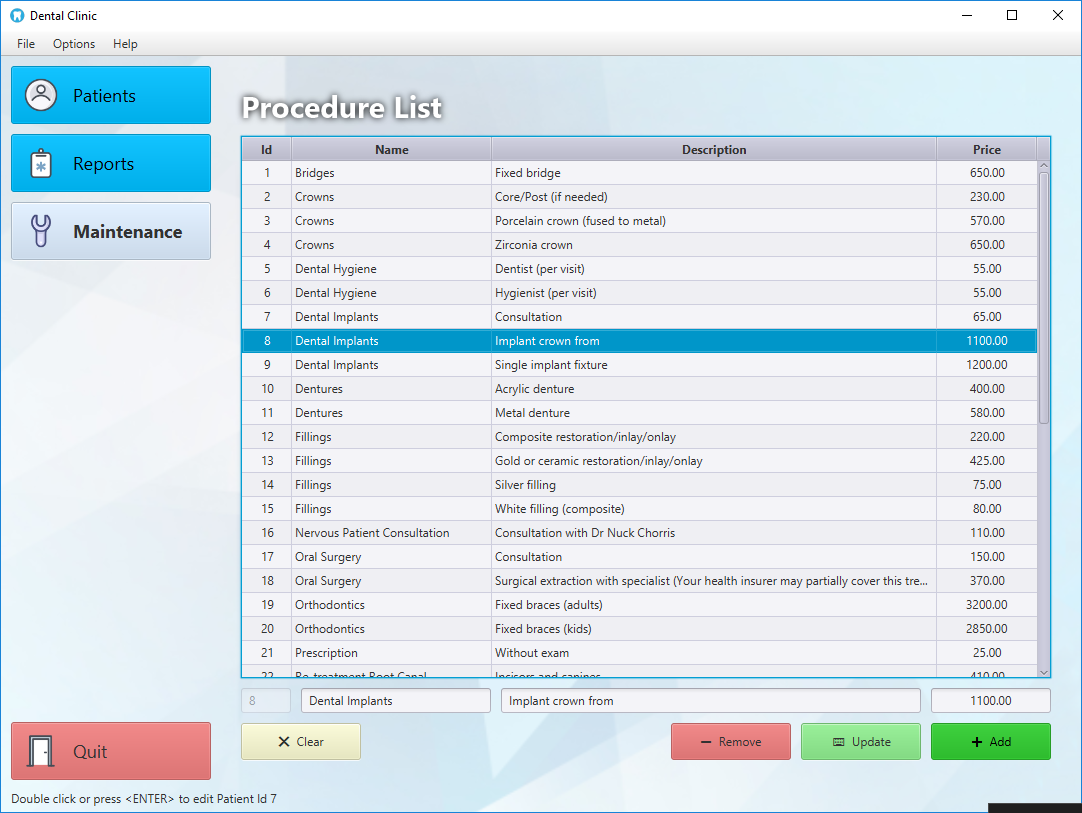 Dental Clinic
File Options Help
Patients
Reports
Maintenance
Procedure List
Id Name Description Price
1 Bridges Fixed bridge 650.00
2 Crowns Core/Post (if needed) 230.00
3 Crowns Porcelain crown (fused to metal) 570.00
4 Crowns Zirconia crown 650.00
5 Dental Hygiene Dentist (per visit) 55.00
6 Dental Hygiene Hygienist (per visit) 55.00
7 Dental Implants Consultation 65.00
8 Dental Implants Implant crown from 1100.00
9 Dental Implants Single implant fixture 1200.00
10 Dentures Acrylic denture 400.00
11 Dentures Metal denture 580.00
12 Fillings Composite restoration/inlay/onlay 220.00
13 Fillings Gold or ceramic restoration/inlay/onlay 425.00
14 Fillings Silver filling 75.00
15 Fillings White filling (composite) 80.00
16 Nervous Patient Consultation Consultation with Dr Nuck Chorris 110.00
17 Oral Surgery Consultation 150.00
18 Oral Surgery Surgical extraction with specialist (Your health insurer may partially cover this tre... 370.00
19 Orthodontics Fixed braces (adults) 3200.00
20 Orthodontics Fixed braces (kids) 2850.00
21 Prescription Without exam 25.00
22 Re-treatment Root Canal Incisors and canines 410.00
8 Dental Implants Implant crown from 1100.00
Clear Remove Update Add
Quit
Double click or press <ENTER> to edit Patient Id 7